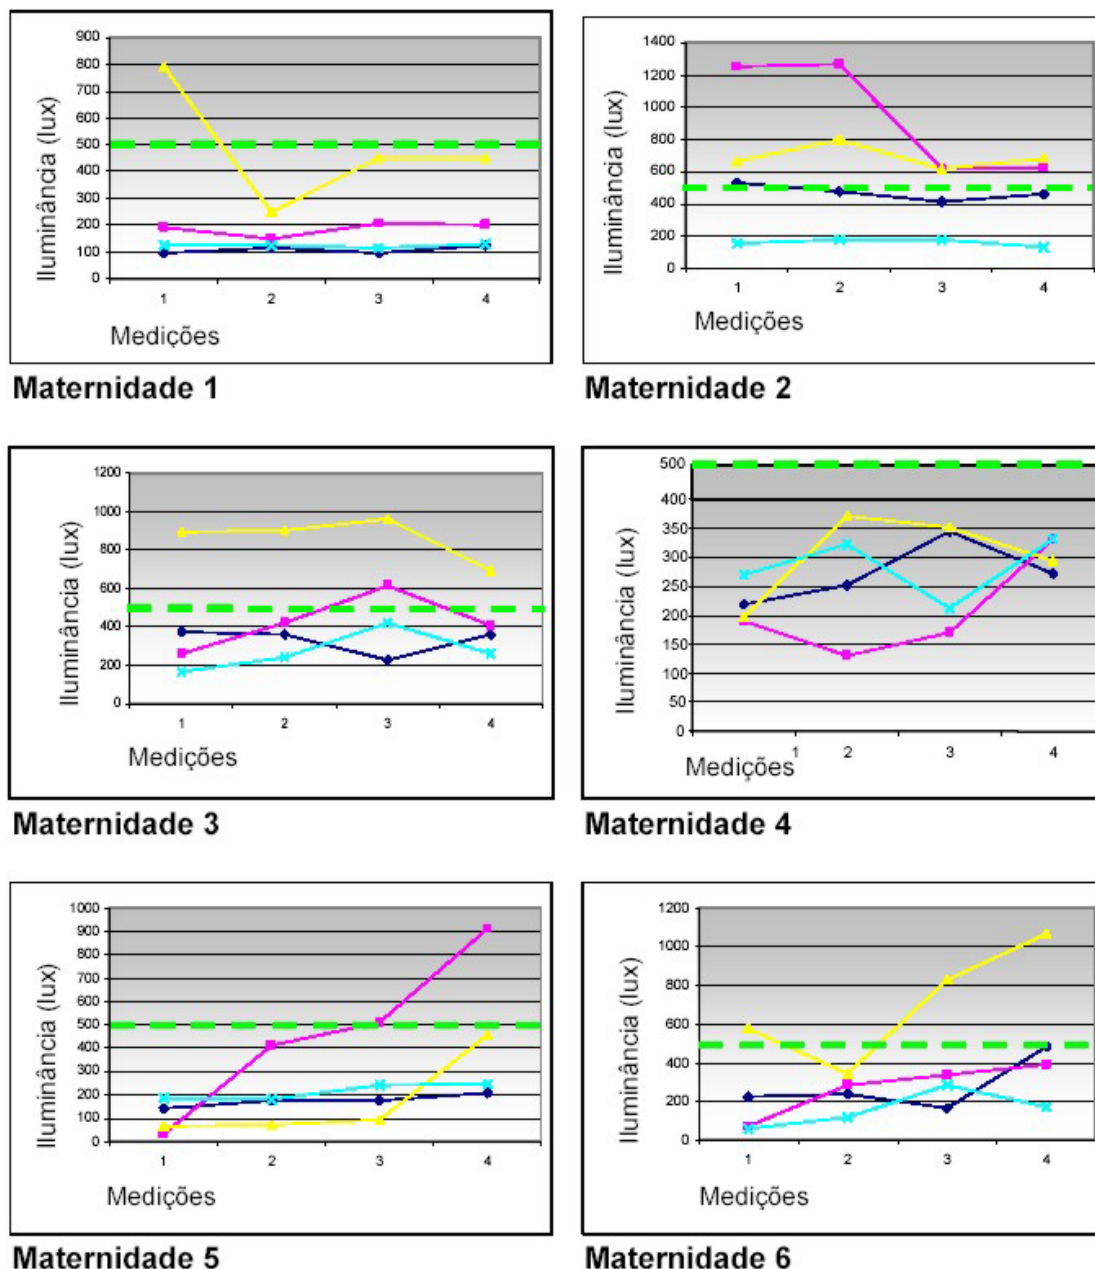 Iluminância (lux)
900
800
700
600
500
400
300
200
100
0
1 2 3 4
Medições
Maternidade 1
Iluminância (lux)
1400
1200
1000
800
600
400
200
0
1 2 3 4
Medições
Maternidade 2
Iluminância (lux)
1200
1000
800
600
400
200
0
1 2 3 4
Medições
Maternidade 3
Iluminância (lux)
500
400
350
300
250
200
150
100
50
0
1 2 3 4
Medições
Maternidade 4
Iluminância (lux)
1000
900
800
700
600
500
400
300
200
100
0
1 2 3 4
Medições
Maternidade 5
Iluminância (lux)
1200
1000
800
600
400
200
0
1 2 3 4
Medições
Maternidade 6